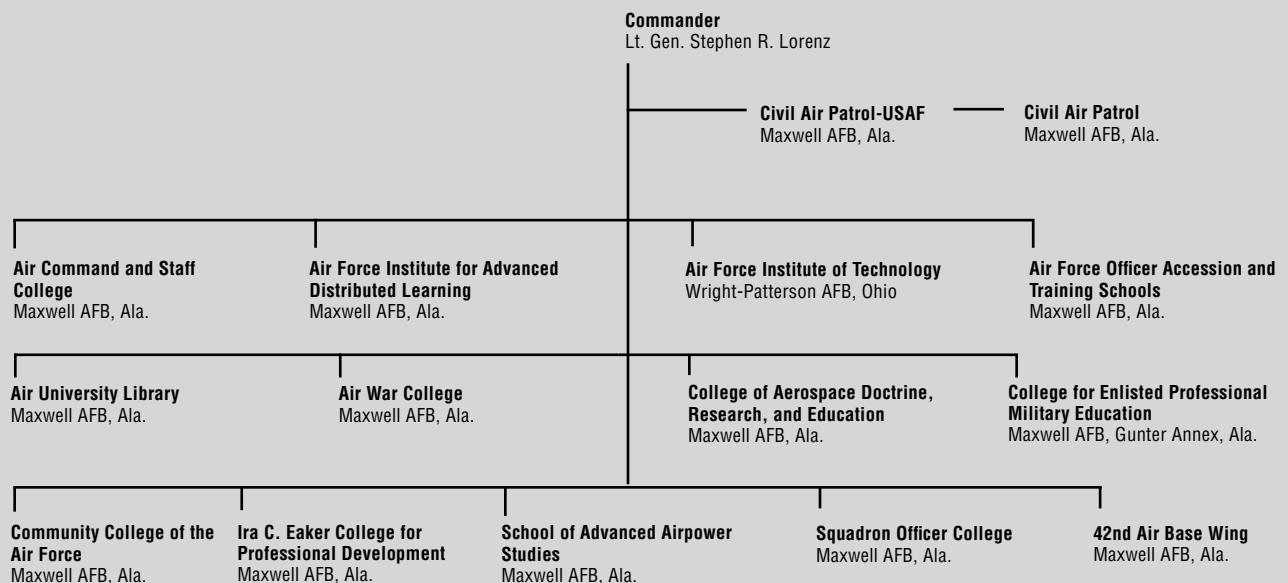 Commander
Lt. Gen. Stephen R. Lorenz
Civil Air Patrol-USAF
Maxwell AFB, Ala.
Civil Air Patrol
Maxwell AFB, Ala.
Air Command and Staff
College
Maxwell AFB, Ala.
Air Force Institute for Advanced
Distributed Learning
Maxwell AFB, Ala.
Air Force Institute of Technology
Wright-Patterson AFB, Ohio
Air Force Officer Accession and
Training Schools
Maxwell AFB, Ala.
Air University Library
Maxwell AFB, Ala.
Air War College
Maxwell AFB, Ala.
College of Aerospace Doctrine,
Research, and Education
Maxwell AFB, Ala.
College for Enlisted Professional
Military Education
Maxwell AFB, Gunter Annex, Ala.
Community College of the
Air Force
Maxwell AFB, Ala.
Ira C. Eaker College for
Professional Development
Maxwell AFB, Ala.
School of Advanced Airpower
Studies
Maxwell AFB, Ala.
Squadron Officer College
Maxwell AFB, Ala.
42nd Air Base Wing
Maxwell AFB, Ala.